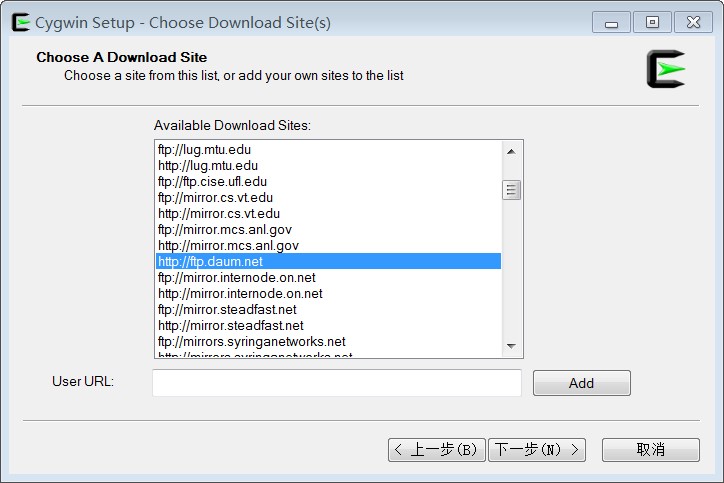 Cygwin Setup - Choose Download Site(s)
Choose A Download Site
Choose a site from this list, or add your own sites to the list
Available Download Sites:
ftp://lug.mtu.edu
http://lug.mtu.edu
ftp://ftp.cise.ufl.edu
ftp://mirror.cs.vt.edu
http://mirror.cs.vt.edu
ftp://mirror.mcs.anl.gov
http://mirror.mcs.anl.gov
http://ftp.daum.net
ftp://mirror.internode.on.net
http://mirror.internode.on.net
ftp://mirror.steadfast.net
http://mirror.steadfast.net
ftp://mirrors.syringanetworks.net
http://mirrors.syringanetworks.net
User URL:
Add
< 上一步(B) 下一步(N) > 取消